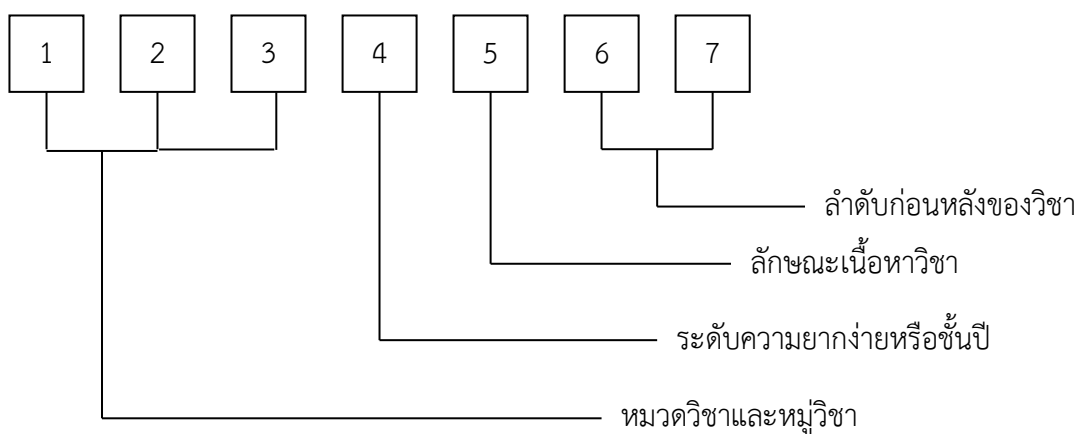 1 2 3 4 5 6 7
ลำดับก่อนหลังของวิชา
ลักษณะเนื้อหาวิชา
ระดับความยากง่ายหรือชั้นปี
หมวดวิชาและหมู่วิชา